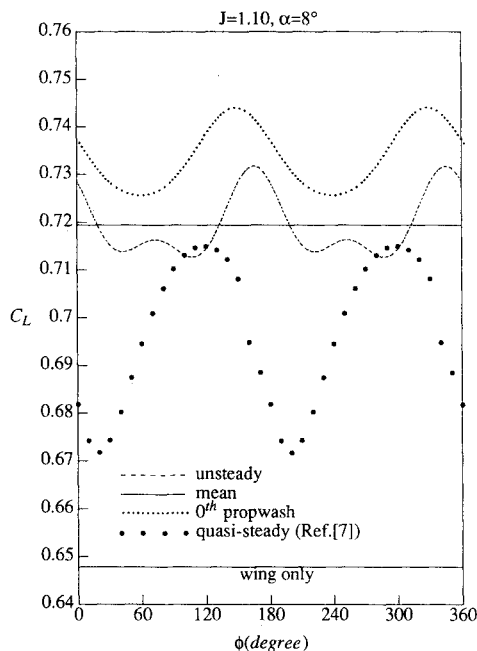 J=1.10, α=8°
0.76
0.75
0.74
0.73
0.72
0.71
C_L
0.7
0.69
0.68
0.67
0.66
0.65
0.64
unsteady
mean
0^th propwash
quasi-steady (Ref.[7])
wing only
0 60 120 180 240 300 360
ϕ(degree)